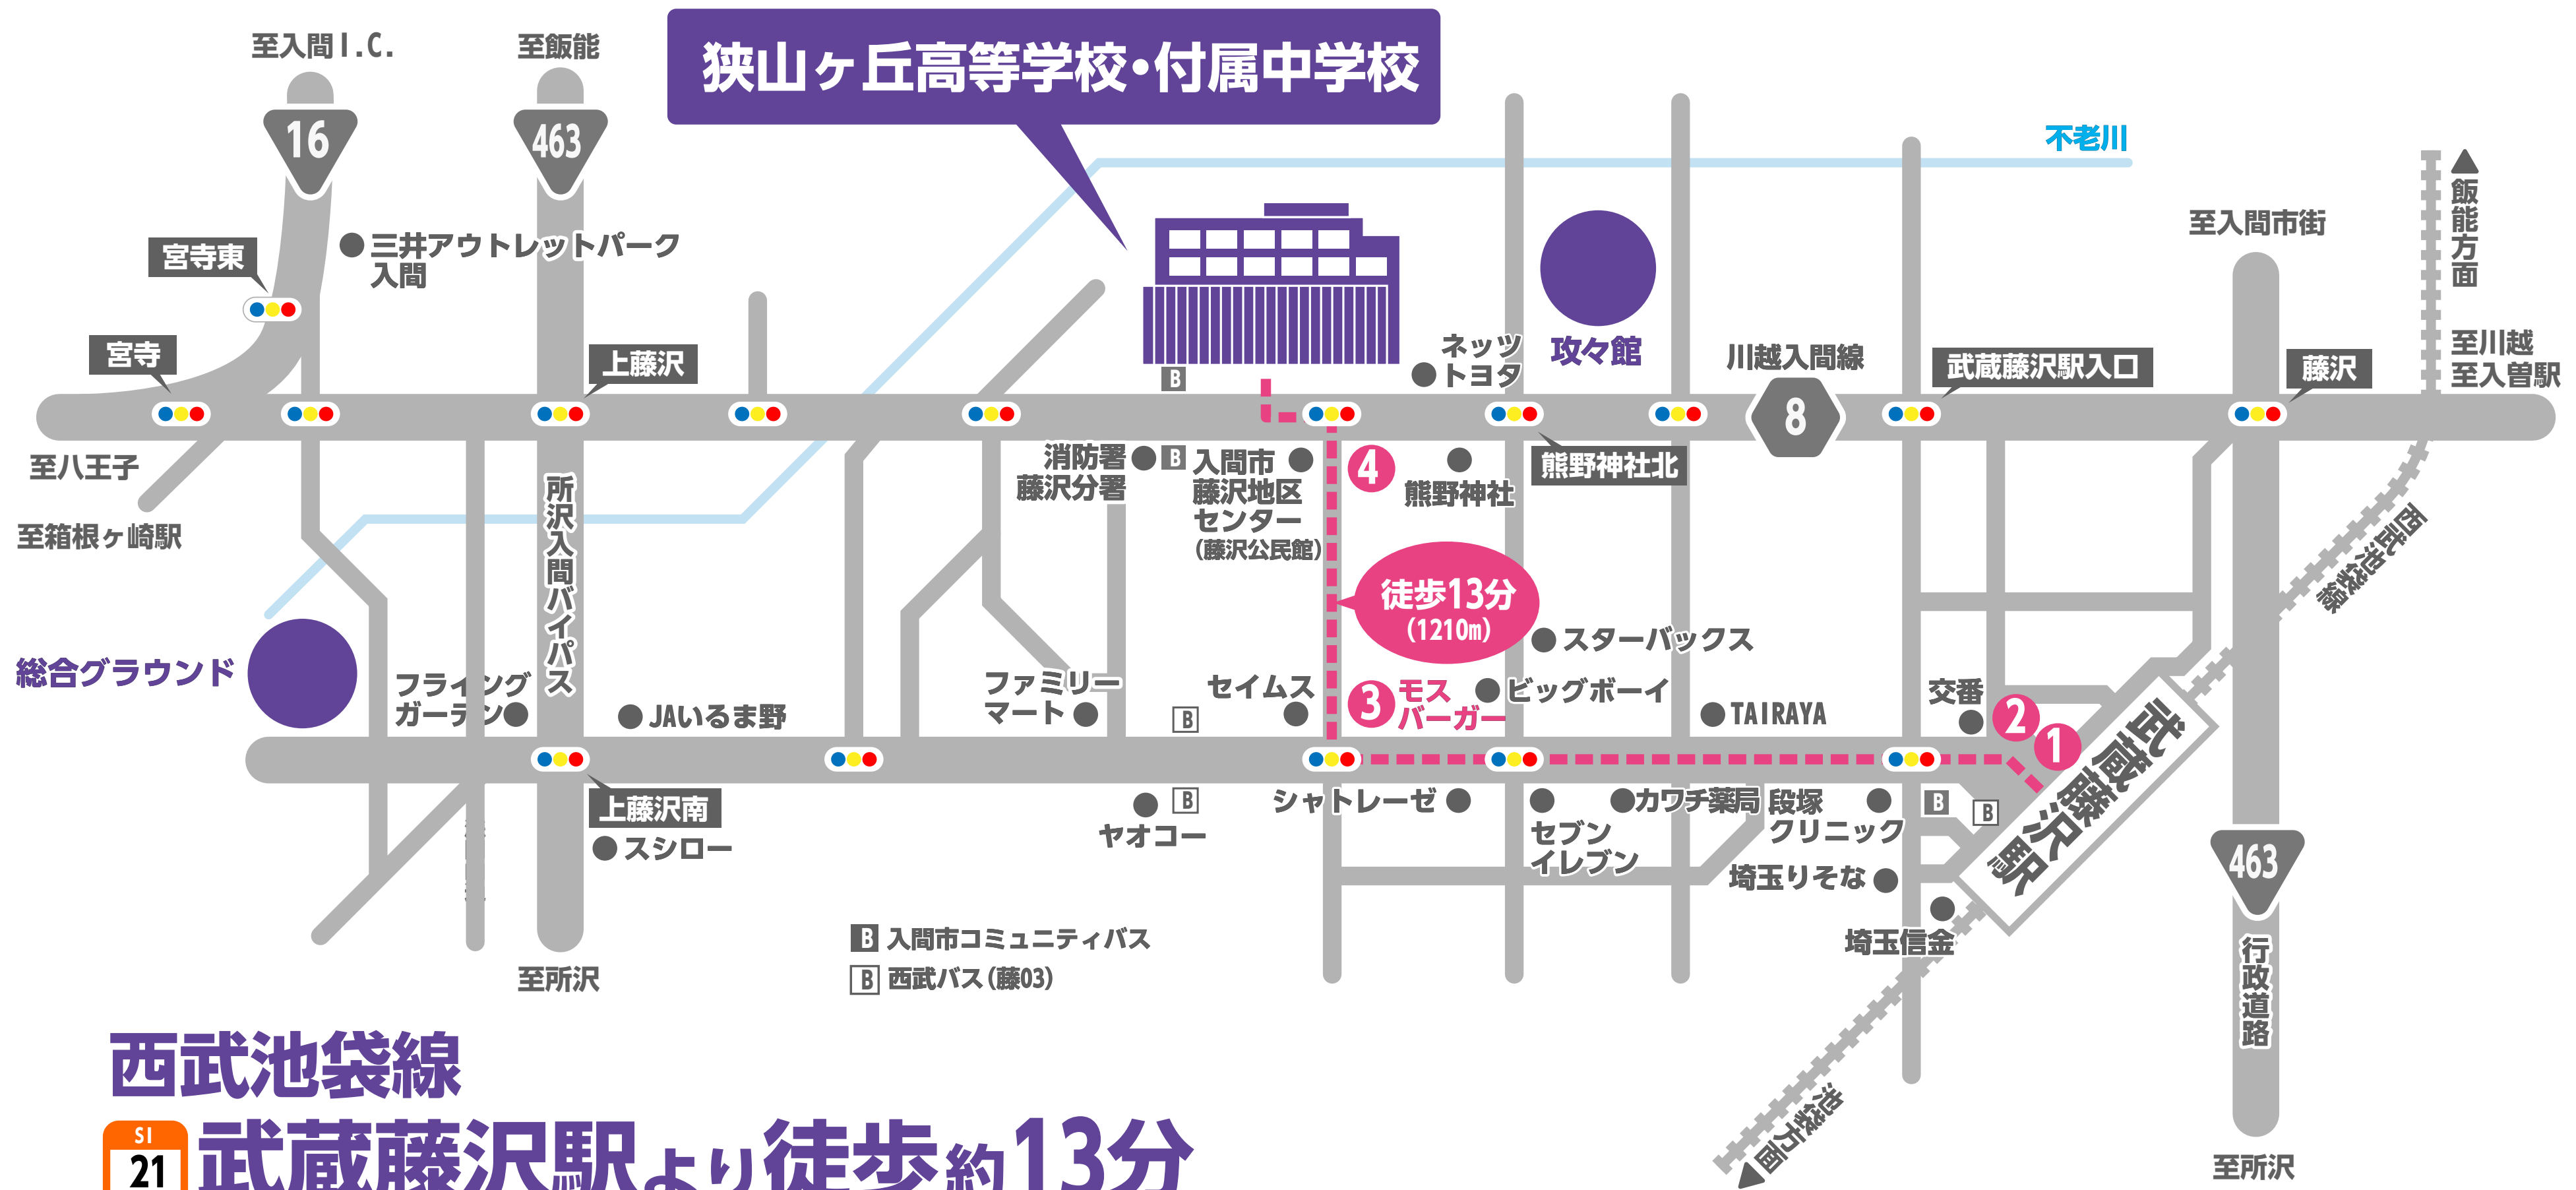 至入間I.C.
至飯能
狭山ヶ丘高等学校・付属中学校
16
463
不老川
飯能方面
至入間市街
宮寺東
三井アウトレットパーク
入間
宮寺
上藤沢
ネッツ
トヨタ
攻々館
川越入間線
8
武蔵藤沢駅入口
藤沢
至川越
至入曽駅
B
至八王子
至箱根ヶ崎駅
所沢入間バイパス
消防署
藤沢分署
B
入間市
藤沢地区
センター
(藤沢公民館)
4
熊野神社
熊野神社北
西武池袋線
徒歩13分
(1210m)
スターバックス
総合グラウンド
フライング
ガーデン
JAいるま野
ファミリー
マート
B
セイムス
3
モス
バーガー
ビッグボーイ
TAIRAYA
交番
2
1
武蔵藤沢駅
上藤沢南
スシロー
B
ヤオコー
シャトレーゼ
セブン
イレブン
カワチ薬局
段塚
クリニック
B
B
埼玉りそな
埼玉信金
463
行政道路
至所沢
B 入間市コミュニティバス
B 西武バス(藤03)
池袋方面
至所沢
西武池袋線
SI
21
武蔵藤沢駅より徒歩約13分